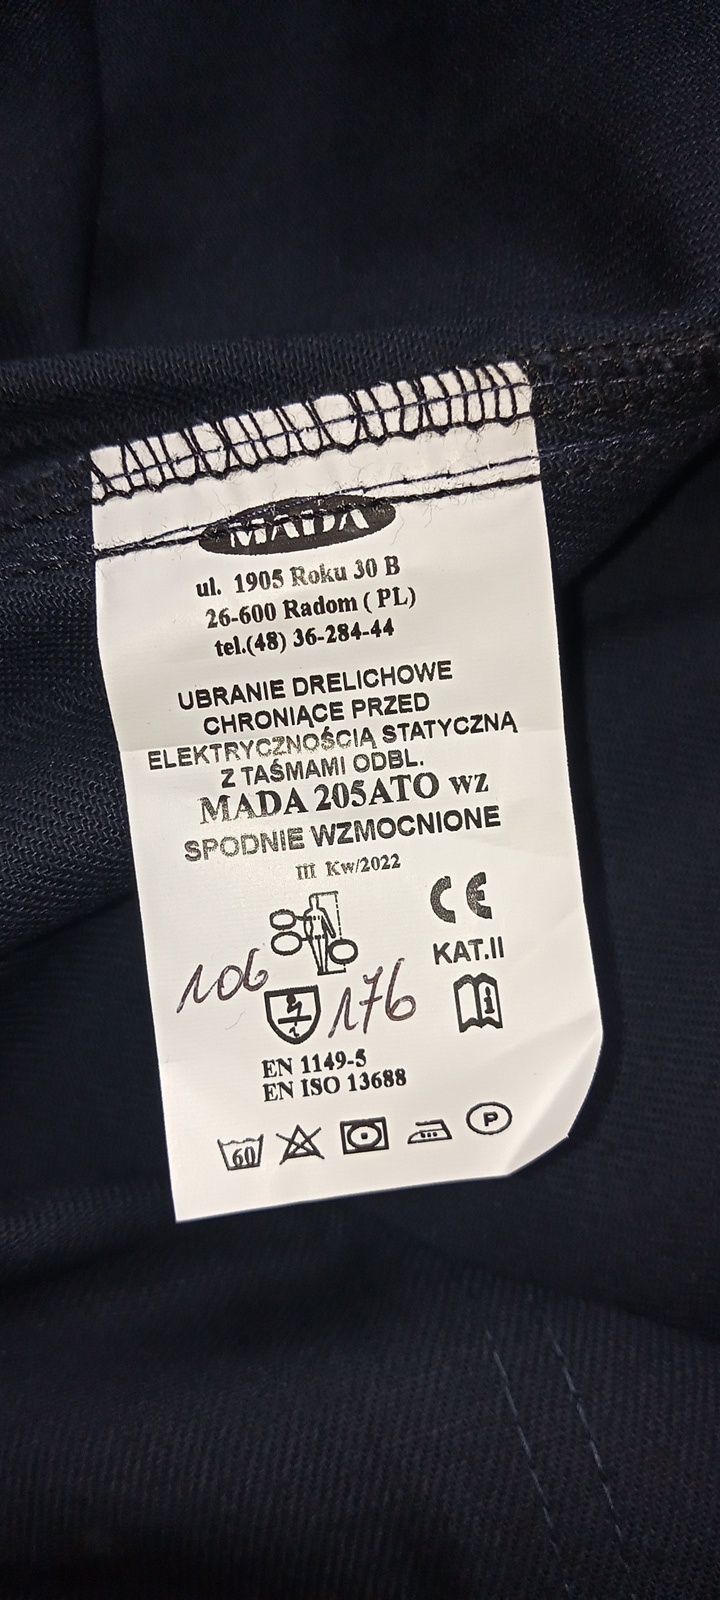 MADA
ul. 1905 Roku 30 B
26-600 Radom ( PL)
tel.(48) 36-284-44
UBRANIE DRELICHOWE
CHRONIĄCE PRZED
ELEKTRYCZNOŚCIĄ STATYCZNĄ
Z TAŚMAMI ODBL.
MADA 205ATO wz
SPODNIE WZMOCNIONE
III Kw/2022
CE
KAT.II
106
176
i
EN 1149-5
EN ISO 13688
60
P